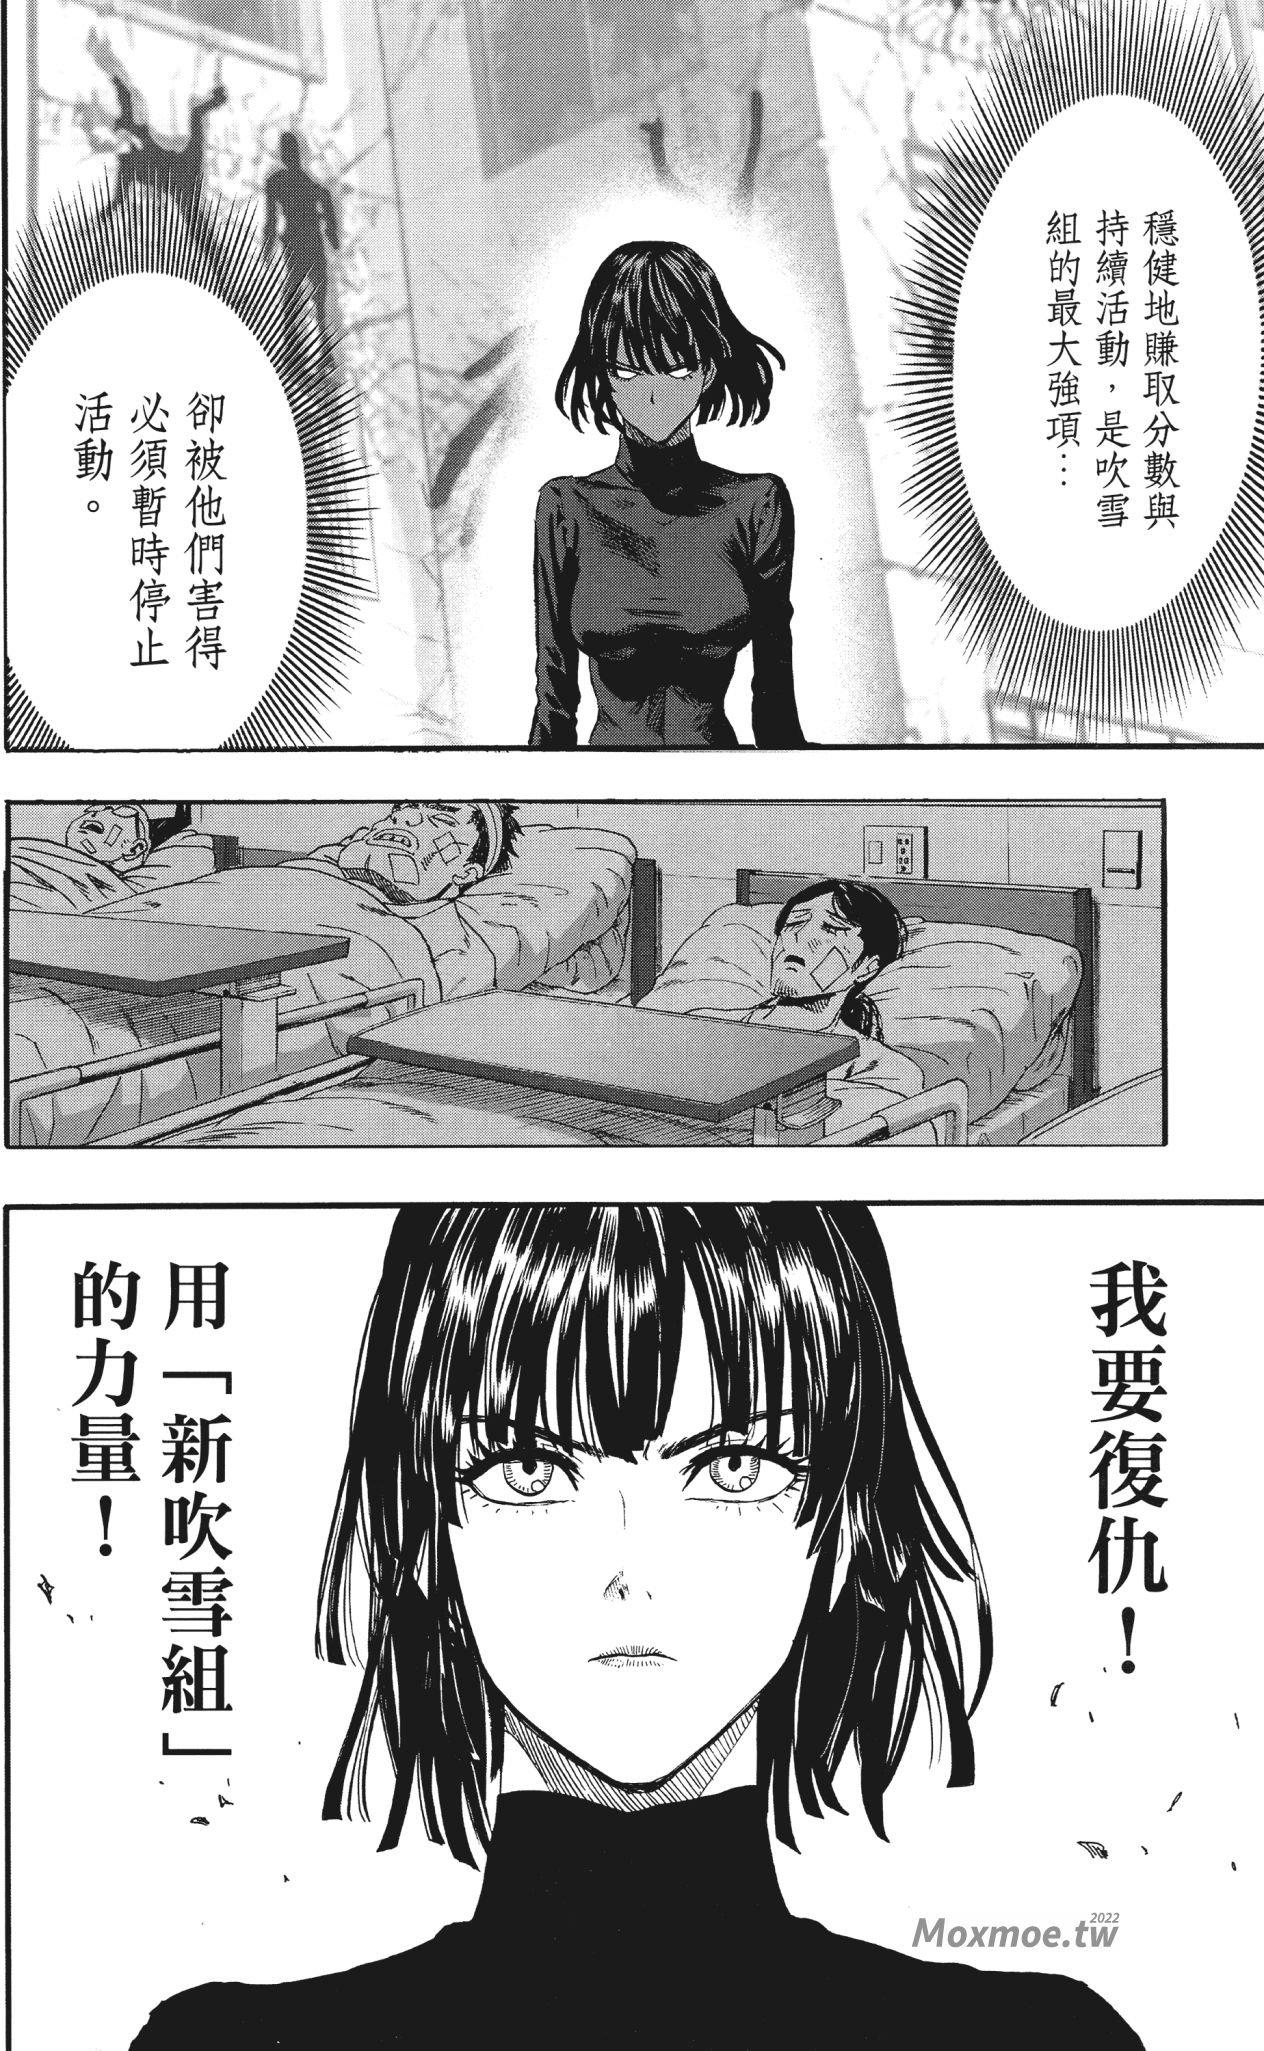 穩健地賺取分數與
持續活動，是吹雪
組的最大強項…
卻被他們害得
必須暫時停止
活動。
我要復仇！
用「新吹雪組」
的力量！
2022
Moxmoe.tw